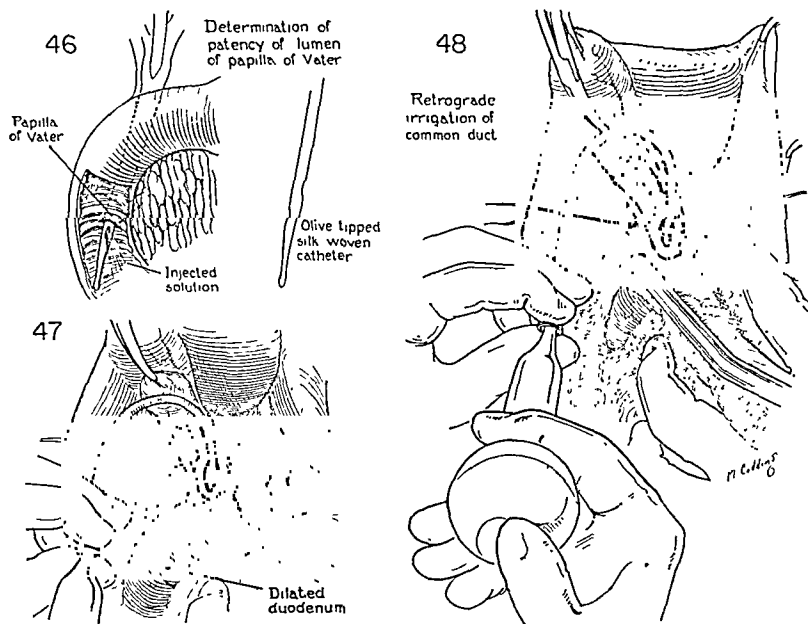 46
Determination of
patency of lumen
of papilla of Vater
Papilla
of Vater
Olive tipped
silk woven
catheter
Injected
solution
47
Dilated
duodenum
48
Retrograde
irrigation of
common duct